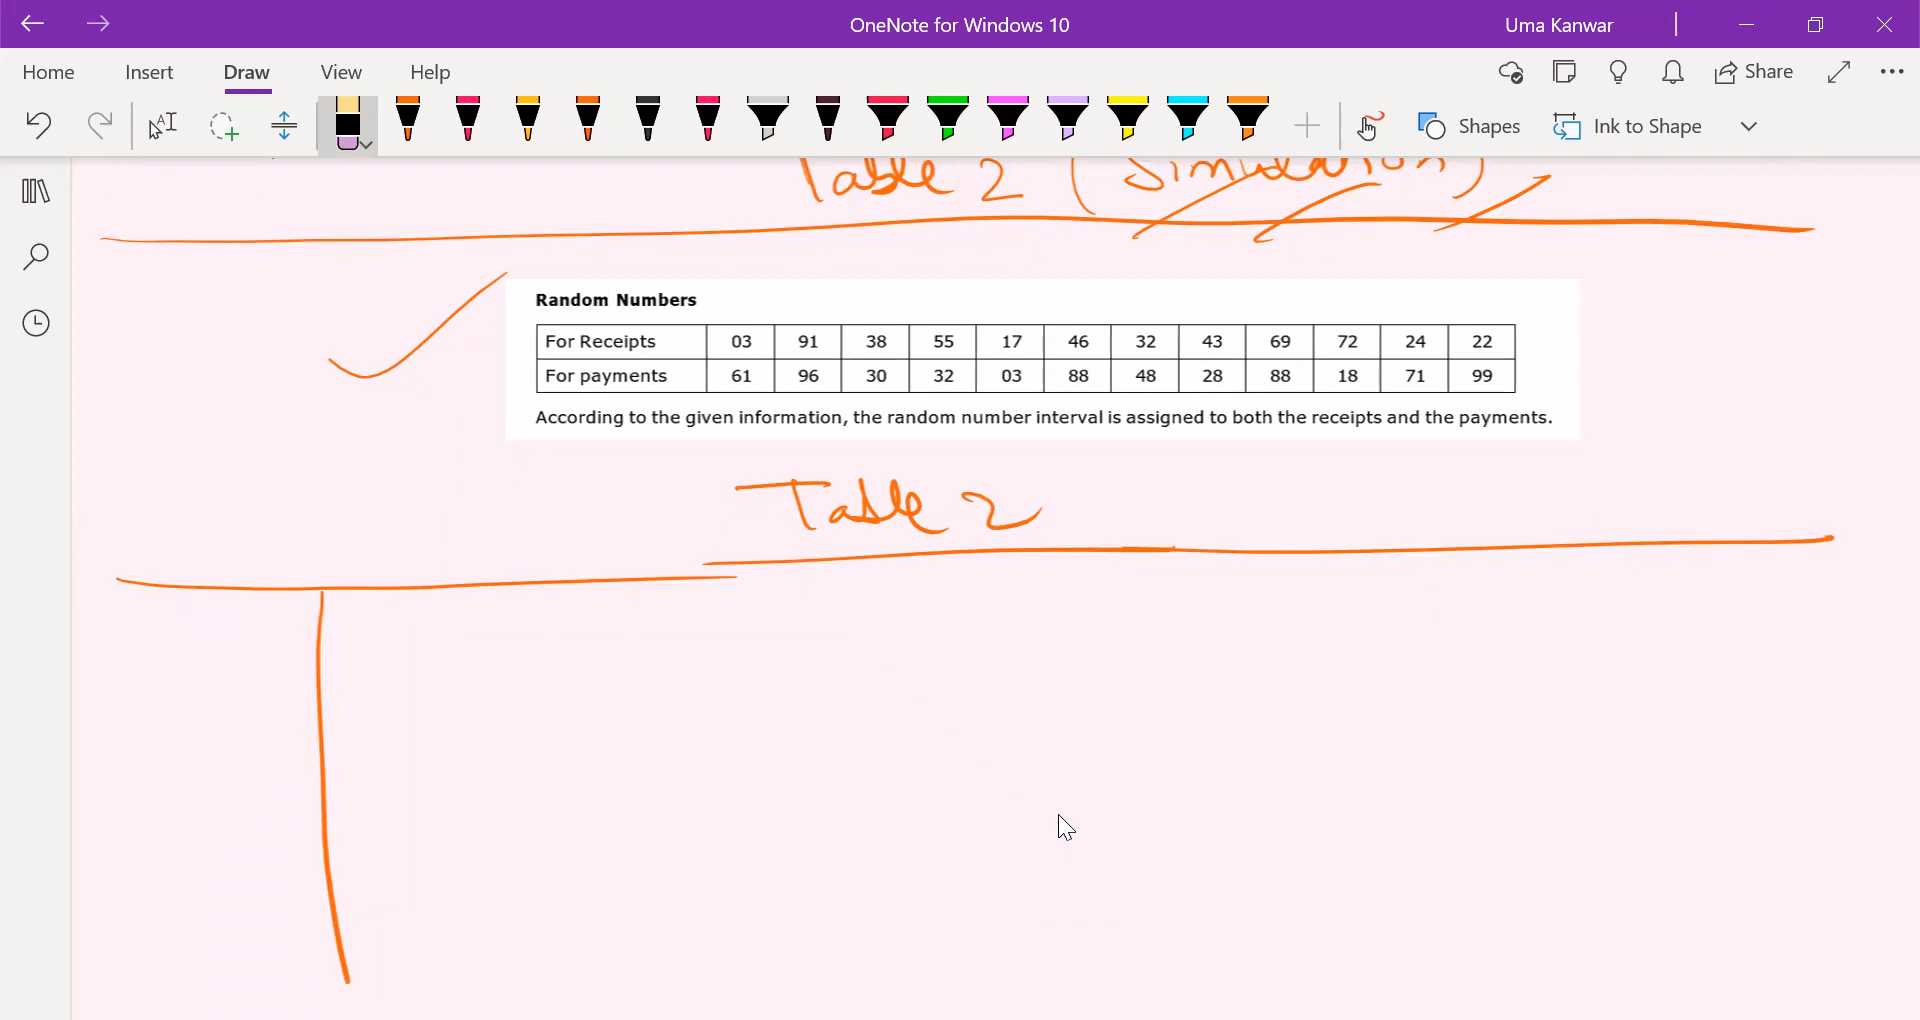 OneNote for Windows 10
Uma Kanwar
Home Insert Draw View Help
Share
Shapes
Ink to Shape
Table 2 (Simulation)
Random Numbers
For Receipts 03 91 38 55 17 46 32 43 69 72 24 22
For payments 61 96 30 32 03 88 48 28 88 18 71 99
According to the given information, the random number interval is assigned to both the receipts and the payments.
Table 2